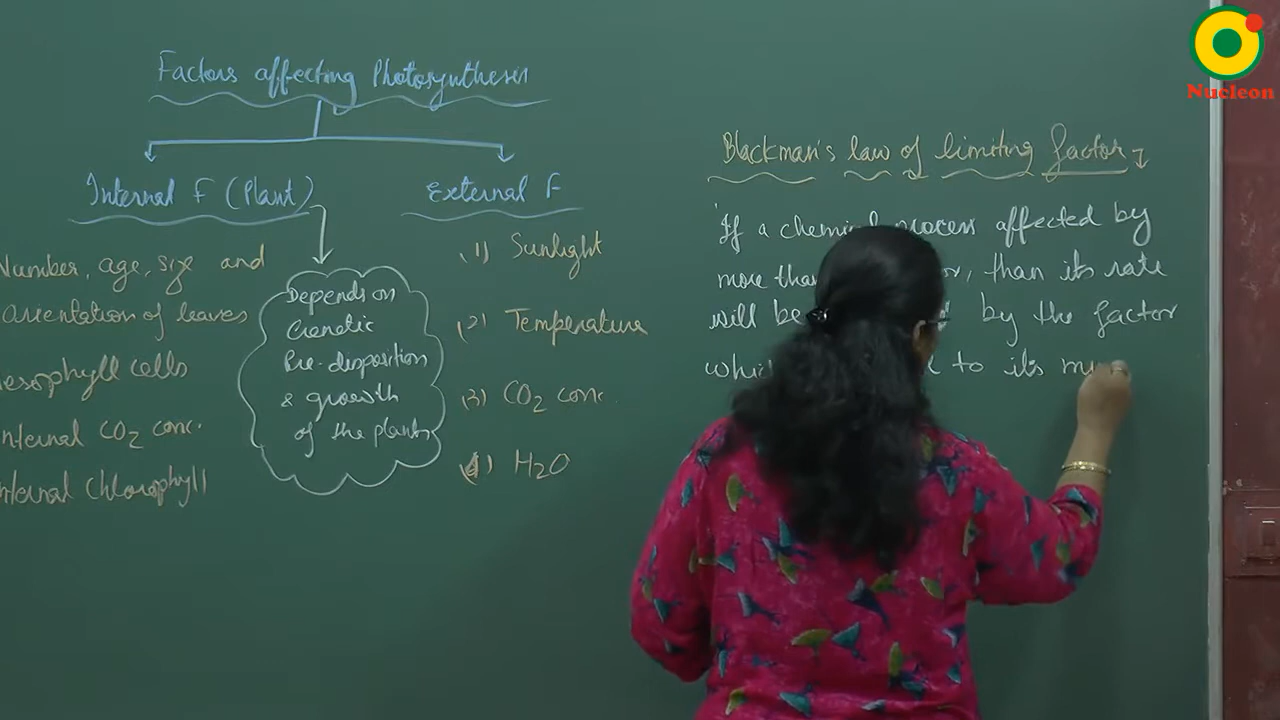 Nucleon
Factors affecting Photosynthesis
Internal F (Plant)
External F
Number, age, size and
orientation of leaves
esophyll cells
nternal CO2 conc.
nternal Chlorophyll
Depends on
Genetic
Pre-disposition
& growth
of the plants
(1) Sunlight
(2) Temperature
(3) CO2 conc.
(4) H2O
Blackman's law of limiting factor
"If a process affected by
more , than its rate
will be by the factor
to it's